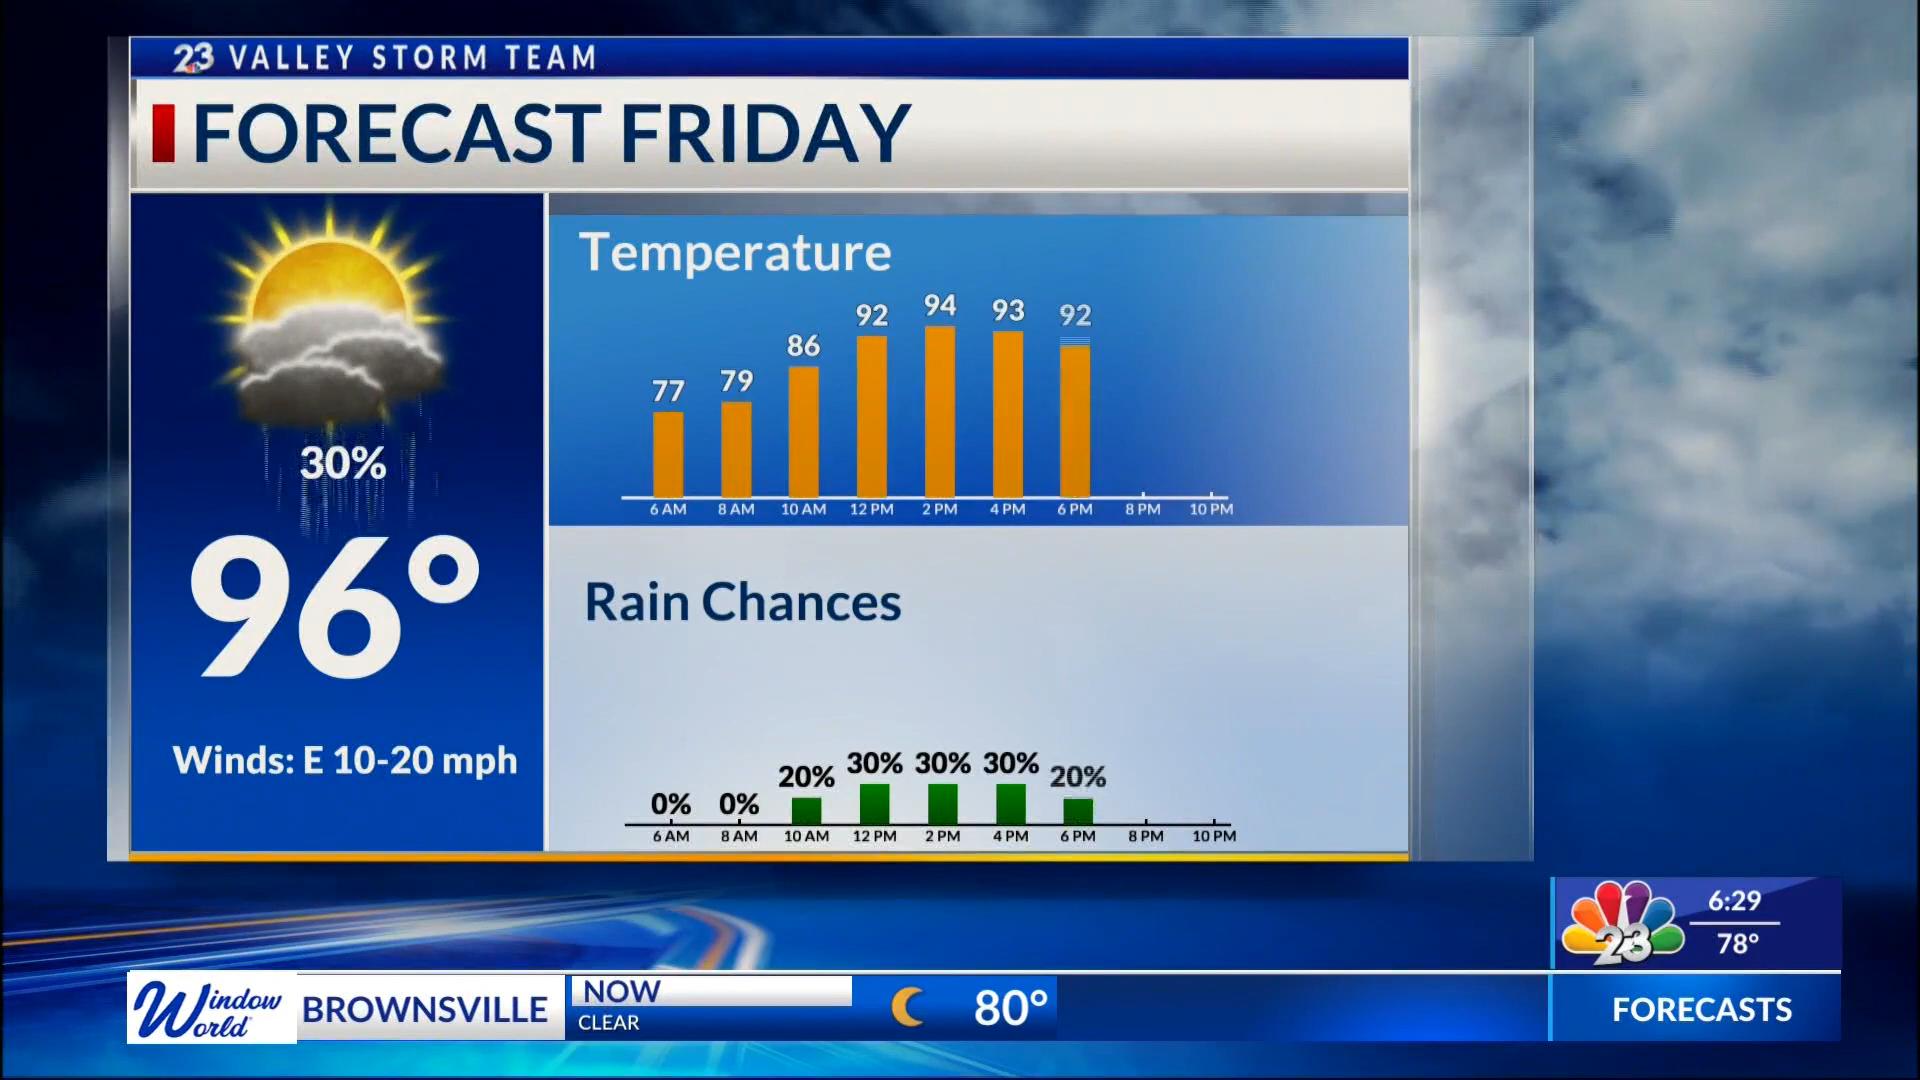 23 VALLEY STORM TEAM
FORECAST FRIDAY
30%
96°
Winds: E 10-20 mph
Temperature
77 79 86 92 94 93 92
6 AM 8 AM 10 AM 12 PM 2 PM 4 PM 6 PM 8 PM 10 PM
Rain Chances
0% 0% 20% 30% 30% 30% 20%
6 AM 8 AM 10 AM 12 PM 2 PM 4 PM 6 PM 8 PM 10 PM
23
6:29
78°
Window
World
BROWNSVILLE
NOW
CLEAR
80°
FORECASTS